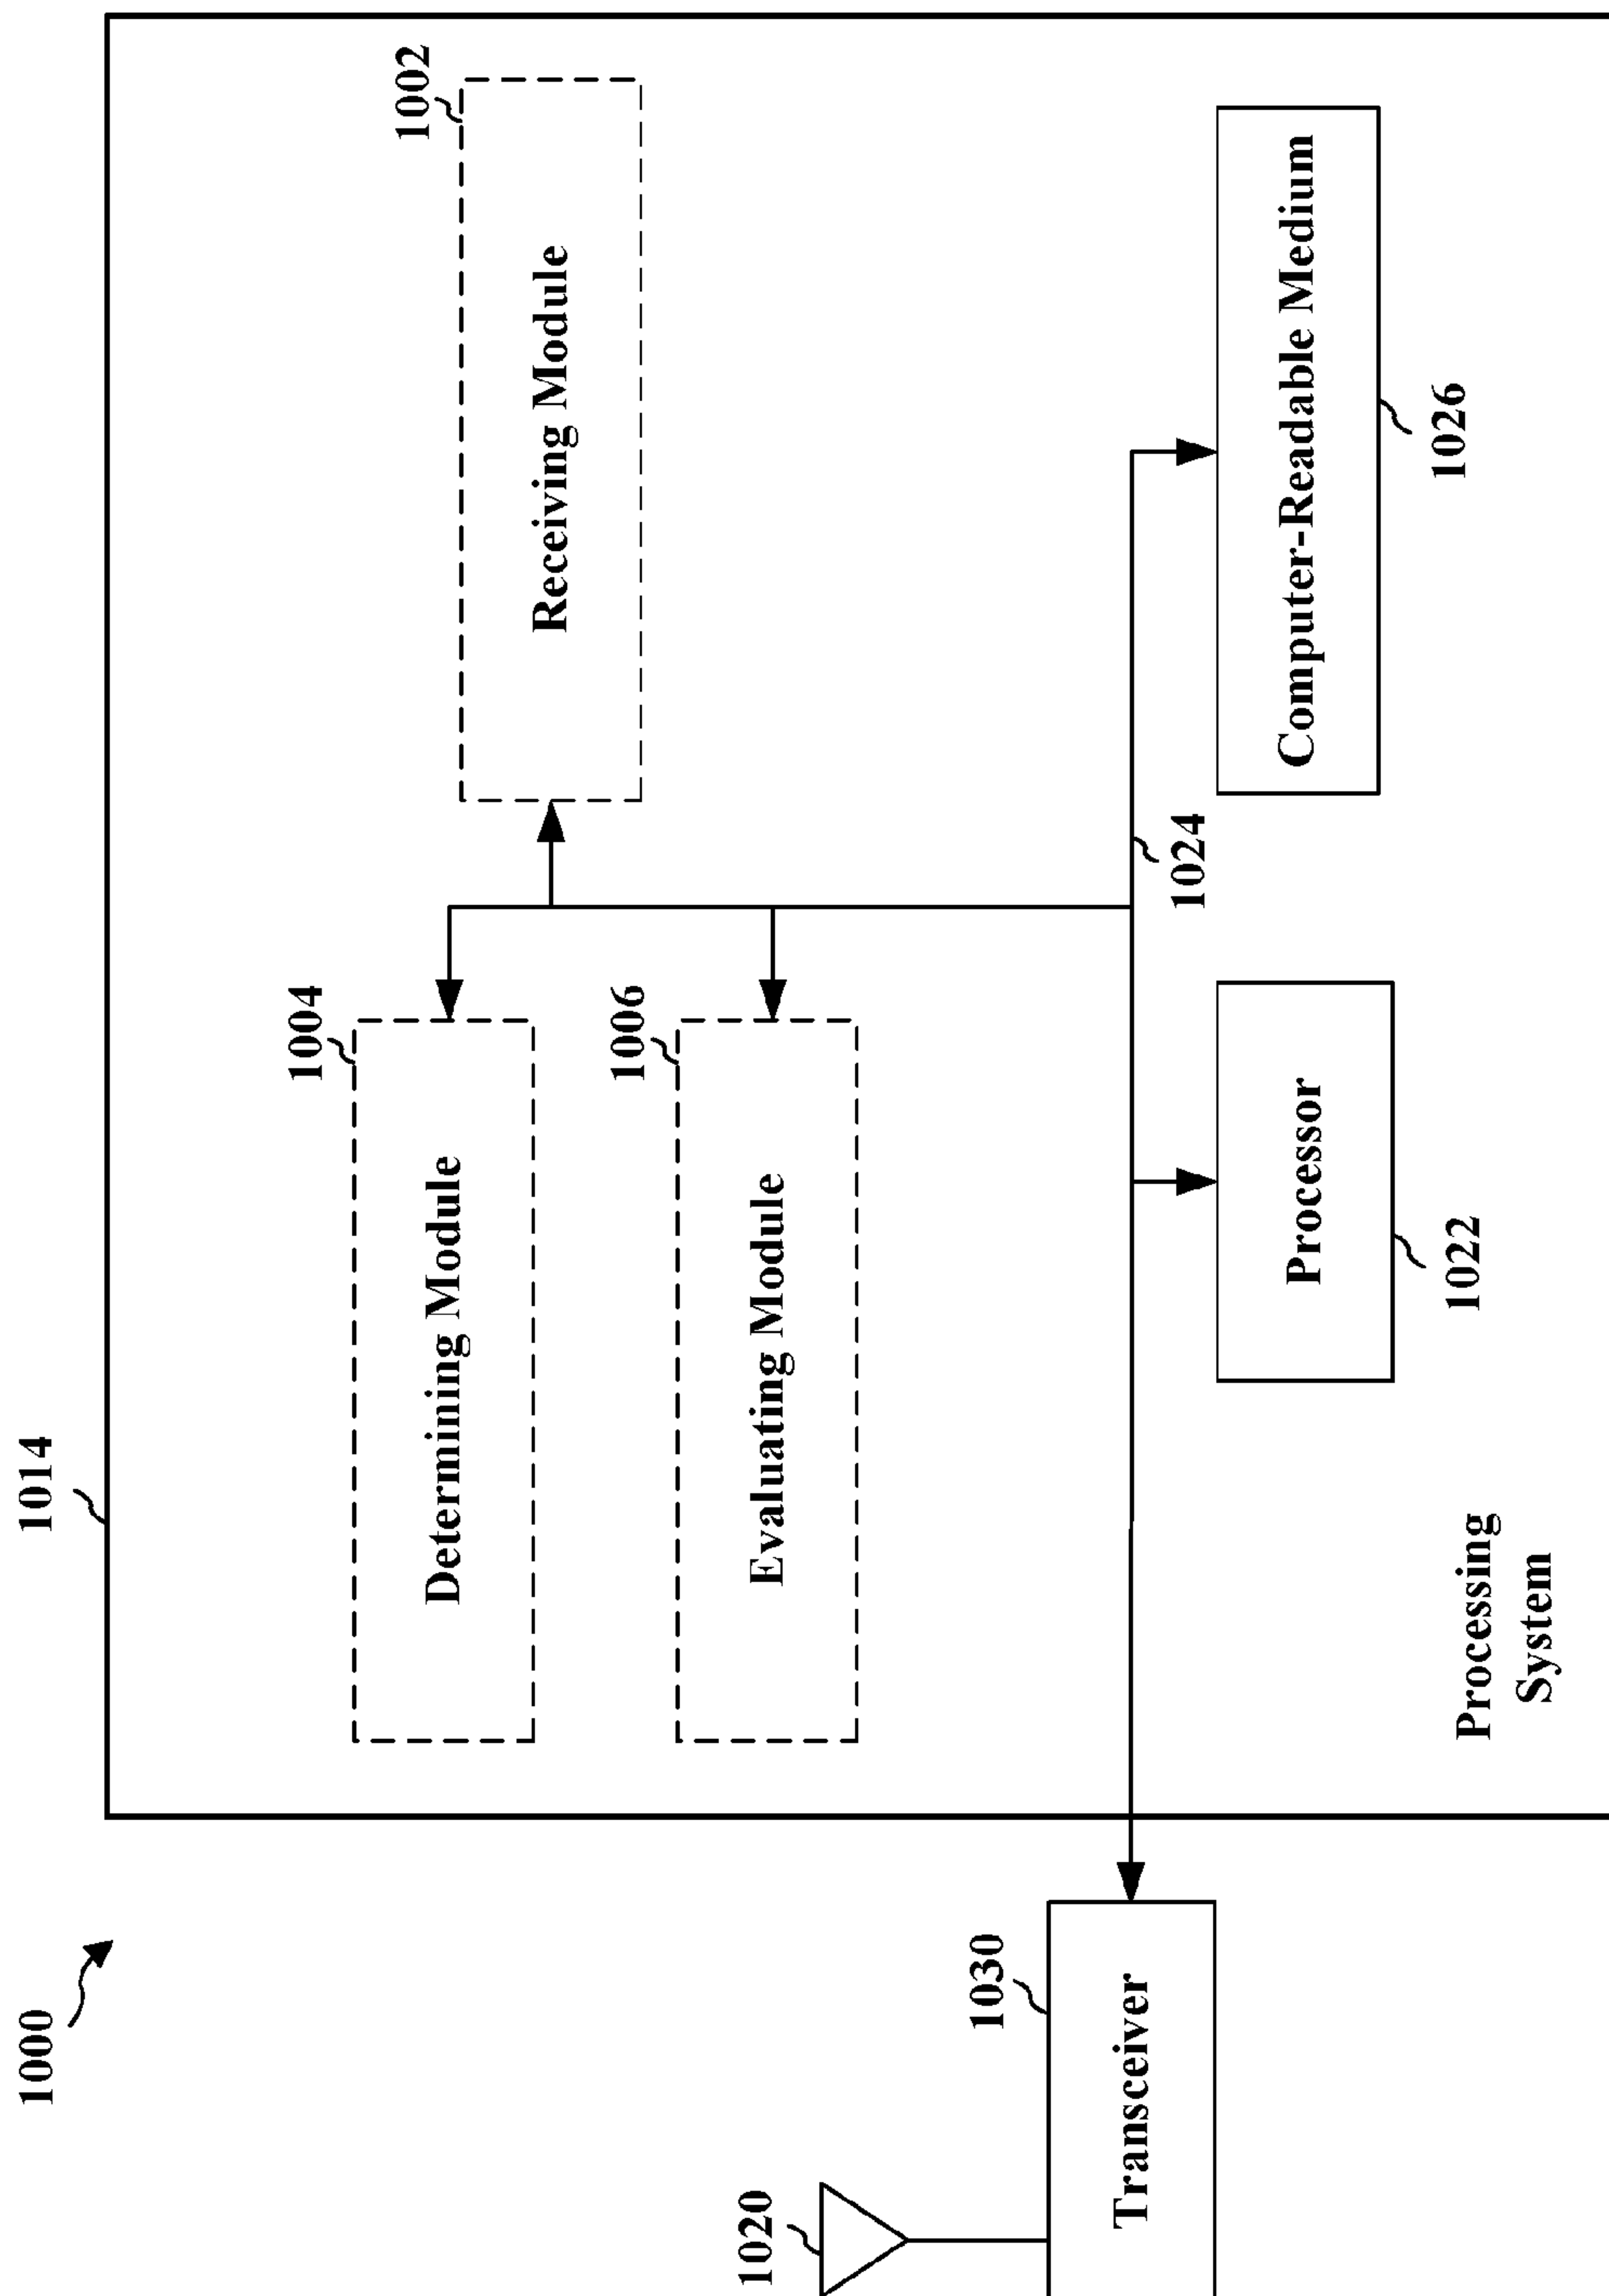 1000
1014
1002
Receiving Module
1004
Determining Module
1006
Evaluating Module
1020
1030
Transceiver
1024
Processor
1022
Computer-Readable Medium
1026
Processing
System